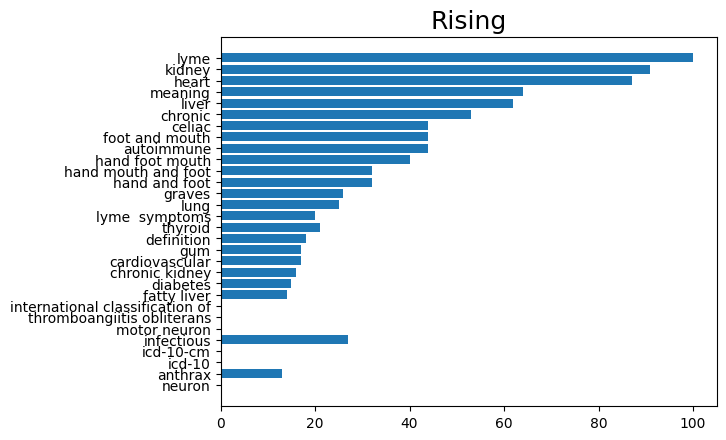 Rising
lyme
kidney
heart
meaning
liver
chronic
celiac
foot and mouth
autoimmune
hand foot mouth
hand mouth and foot
hand and foot
graves
lung
lyme  symptoms
thyroid
definition
gum
cardiovascular
chronic kidney
diabetes
fatty liver
international classification of
thromboangiitis obliterans
motor neuron
infectious
icd-10-cm
icd-10
anthrax
neuron
0 20 40 60 80 100